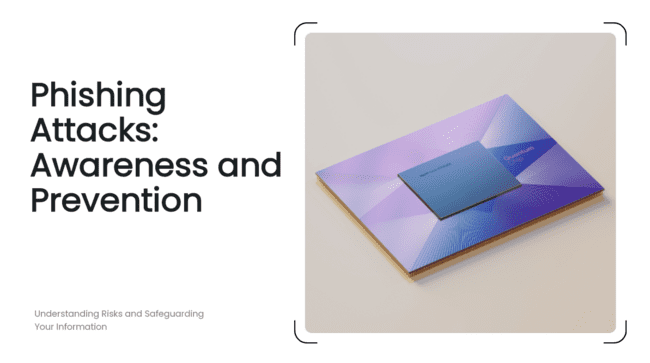 Phishing
Attacks:
Awareness and
Prevention
Understanding Risks and Safeguarding
Your Information